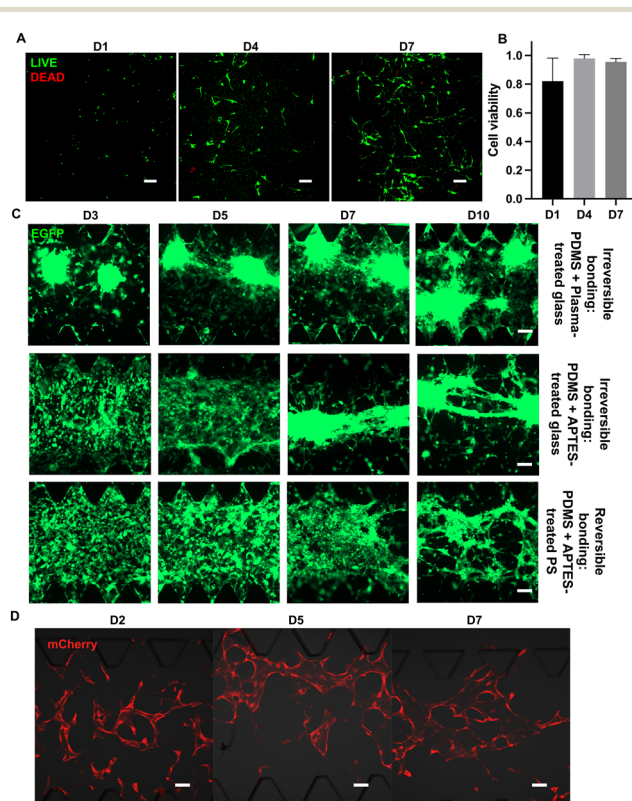 A
D1
D4
D7
LIVE
DEAD
B
Cell viability
1.0
0.8
0.6
0.4
0.2
0.0
D1
D4
D7
C
D3
D5
D7
D10
EGFP
Irreversible
bonding:
PDMS + Plasma-
treated glass
Irreversible
bonding:
PDMS + APTES-
treated glass
Reversible
bonding:
PDMS + APTES-
treated PS
D
D2
D5
D7
mCherry